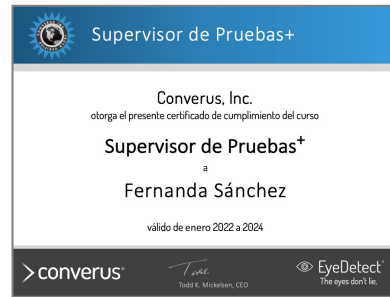 Supervisor de Pruebas+
Converus, Inc.
otorga el presente certificado de cumplimiento del curso
Supervisor de Pruebas+
a
Fernanda Sánchez
válido de enero 2022 a 2024
converus
Todd K. Mickelsen, CEO
EyeDetect
The eyes don't lie.